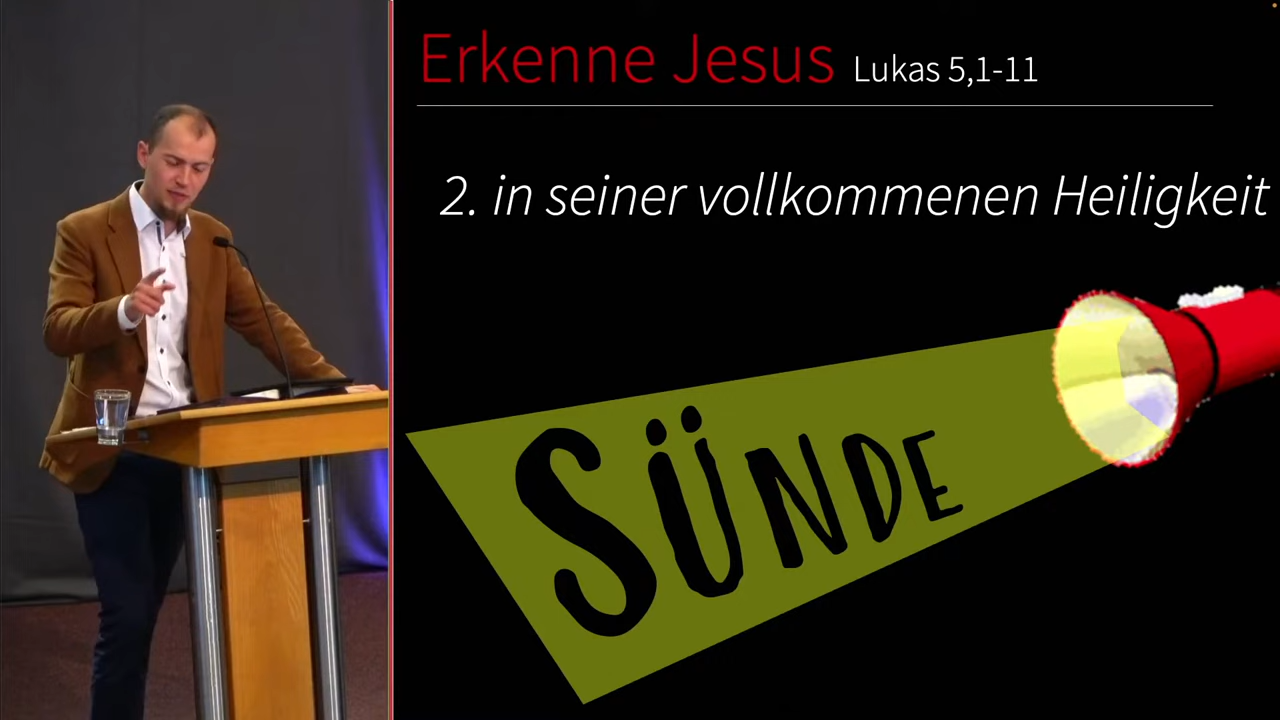 Erkenne Jesus Lukas 5,1-11
2. in seiner vollkommenen Heiligkeit
SÜNDE